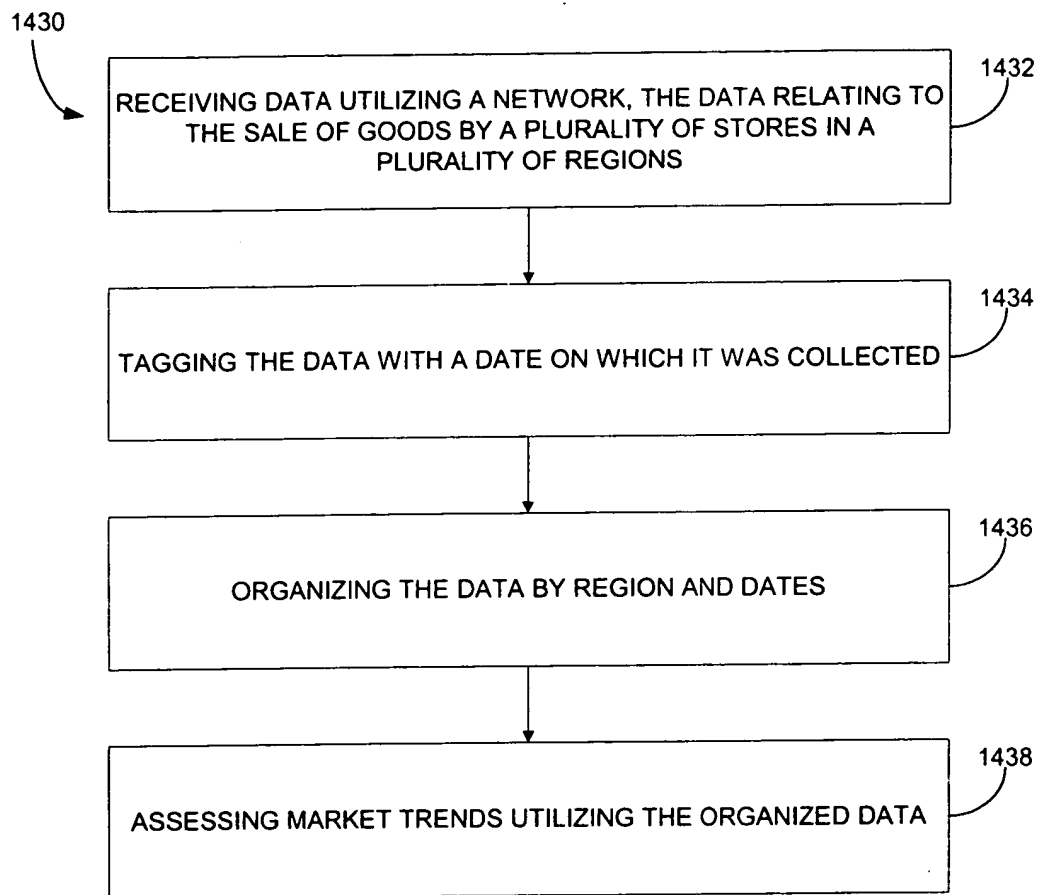 1430
1432
RECEIVING DATA UTILIZING A NETWORK, THE DATA RELATING TO
THE SALE OF GOODS BY A PLURALITY OF STORES IN A
PLURALITY OF REGIONS
1434
TAGGING THE DATA WITH A DATE ON WHICH IT WAS COLLECTED
1436
ORGANIZING THE DATA BY REGION AND DATES
1438
ASSESSING MARKET TRENDS UTILIZING THE ORGANIZED DATA